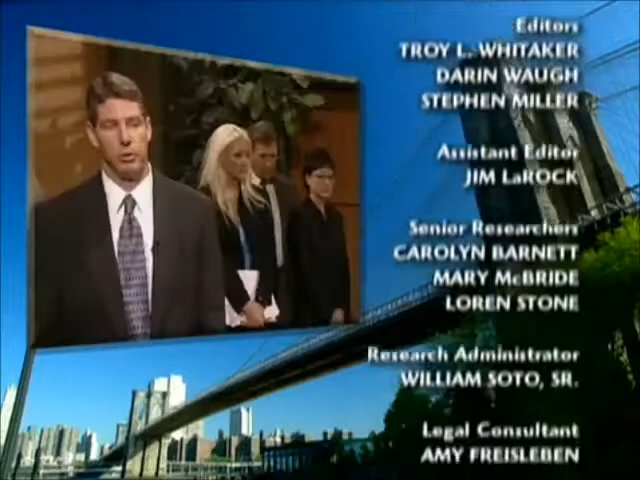 Editors
TROY L. WHITAKER
DARIN WAUGH
STEPHEN MILLER
Assistant Editor
JIM LaROCK
Senior Researchers
CAROLYN BARNETT
MARY McBRIDE
LOREN STONE
Research Administrator
WILLIAM SOTO, SR.
Legal Consultant
AMY FREISLEBEN